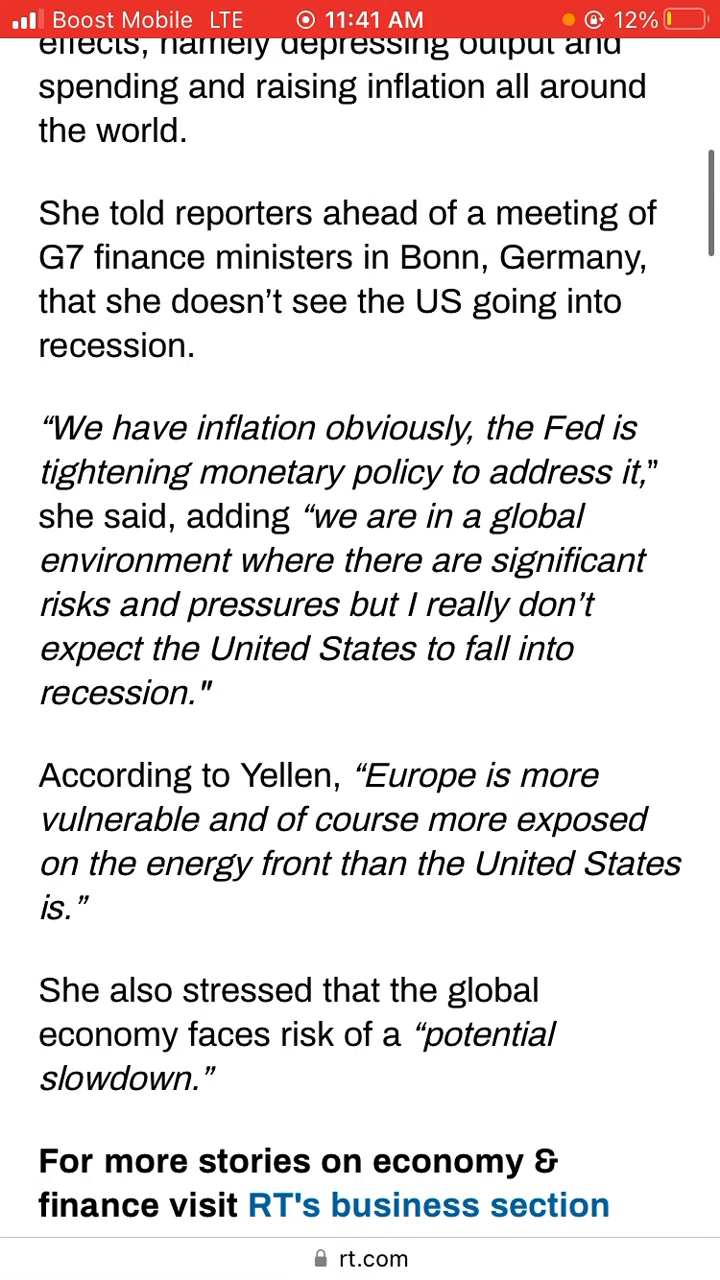 Boost Mobile LTE 11:41 AM 12%
effects, namely depressing output and
spending and raising inflation all around
the world.
She told reporters ahead of a meeting of
G7 finance ministers in Bonn, Germany,
that she doesn’t see the US going into
recession.
“We have inflation obviously, the Fed is
tightening monetary policy to address it,”
she said, adding “we are in a global
environment where there are significant
risks and pressures but I really don’t
expect the United States to fall into
recession."
According to Yellen, “Europe is more
vulnerable and of course more exposed
on the energy front than the United States
is.”
She also stressed that the global
economy faces risk of a “potential
slowdown.”
For more stories on economy &
finance visit RT's business section
rt.com